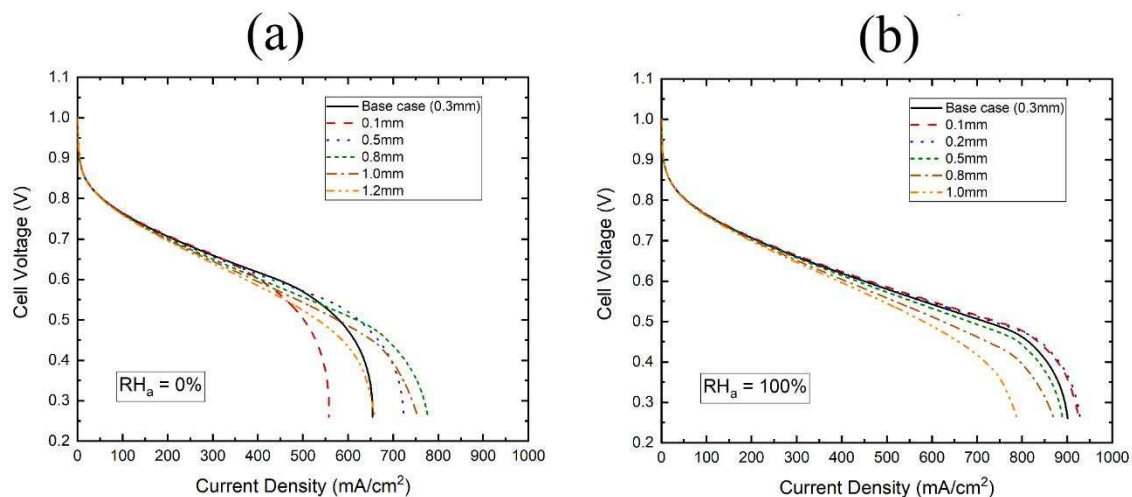 (a)
1.1
1.0
0.9
0.8
0.7
0.6
0.5
0.4
0.3
0.2
Cell Voltage (V)
Base case (0.3mm)
0.1mm
0.5mm
0.8mm
1.0mm
1.2mm
RHa = 0%
0 100 200 300 400 500 600 700 800 900 1000
Current Density (mA/cm²)
(b)
1.1
1.0
0.9
0.8
0.7
0.6
0.5
0.4
0.3
0.2
Cell Voltage (V)
Base case (0.3mm)
0.1mm
0.2mm
0.5mm
0.8mm
1.0mm
RHa = 100%
0 100 200 300 400 500 600 700 800 900 1000
Current Density (mA/cm²)